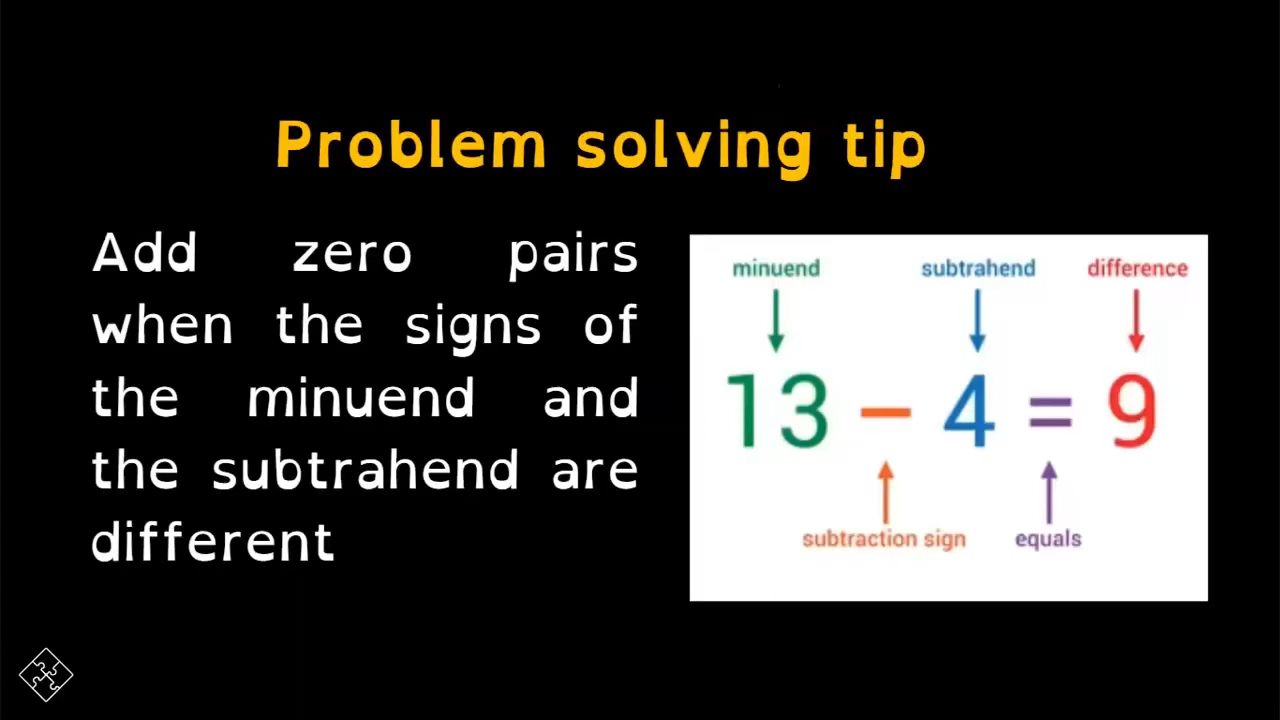 Problem solving tip
Add zero pairs
when the signs of
the minuend and
the subtrahend are
different
minuend subtrahend difference
13 – 4 = 9
subtraction sign equals